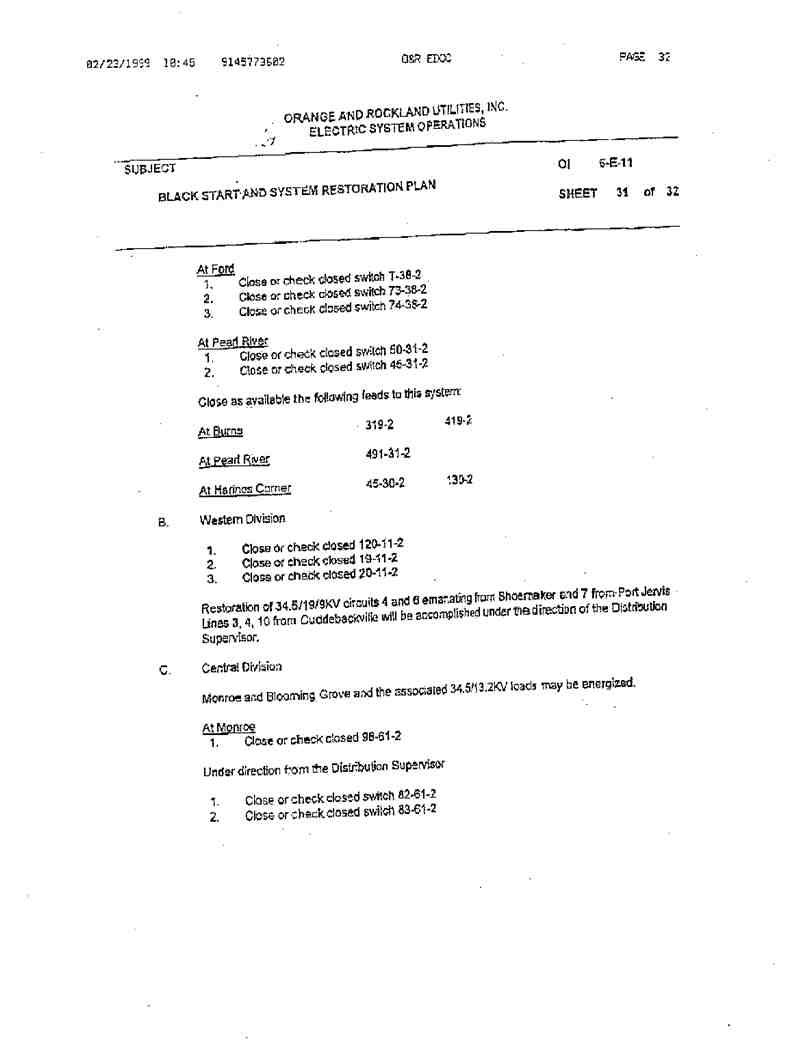 02/23/1999 10:45 9145773602 O&R EDCC PAGE 32
ORANGE AND ROCKLAND UTILITIES, INC.
ELECTRIC SYSTEM OPERATIONS
SUBJECT OI 6-E-11
BLACK START AND SYSTEM RESTORATION PLAN SHEET 31 of 32
At Ford
1. Close or check closed switch T-38-2
2. Close or check closed switch 73-38-2
3. Close or check closed switch 74-38-2
At Pearl River
1. Close or check closed switch 50-31-2
2. Close or check closed switch 45-31-2
Close as available the following feeds to this system:
At Burns 319-2 419-2
At Pearl River 491-31-2
At Harings Corner 45-30-2 130-2
B. Western Division
1. Close or check closed 120-11-2
2. Close or check closed 19-11-2
3. Close or check closed 20-11-2
Restoration of 34.5/19/9KV circuits 4 and 6 emanating from Shoemaker and 7 from Port Jervis
Lines 3, 4, 10 from Cuddebackville will be accomplished under the direction of the Distribution
Supervisor.
C. Central Division
Monroe and Blooming Grove and the associated 34.5/13.2KV loads may be energized.
At Monroe
1. Close or check closed 98-61-2
Under direction from the Distribution Supervisor
1. Close or check closed switch 82-61-2
2. Close or check closed switch 83-61-2